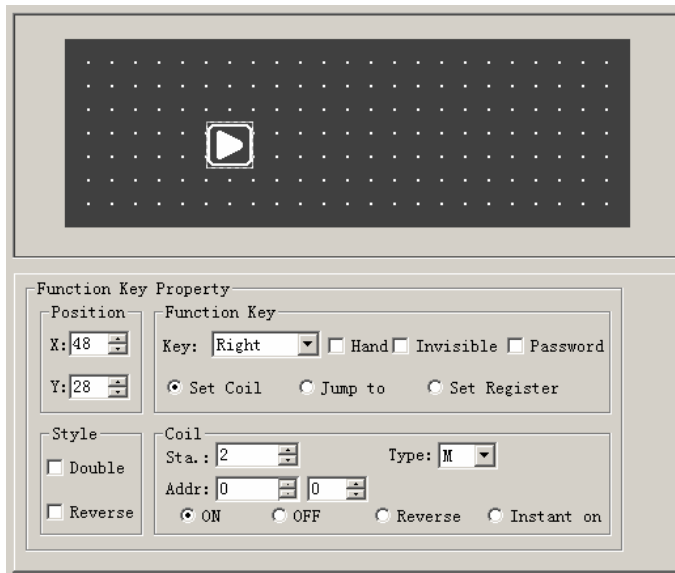 Function Key Property
Position
Function Key
X: 48
Key: Right Hand Invisible Password
Y: 28
Set Coil Jump to Set Register
Style
Coil
Sta.: 2 Type: M
Double
Addr: 0 0
Reverse
ON OFF Reverse Instant on